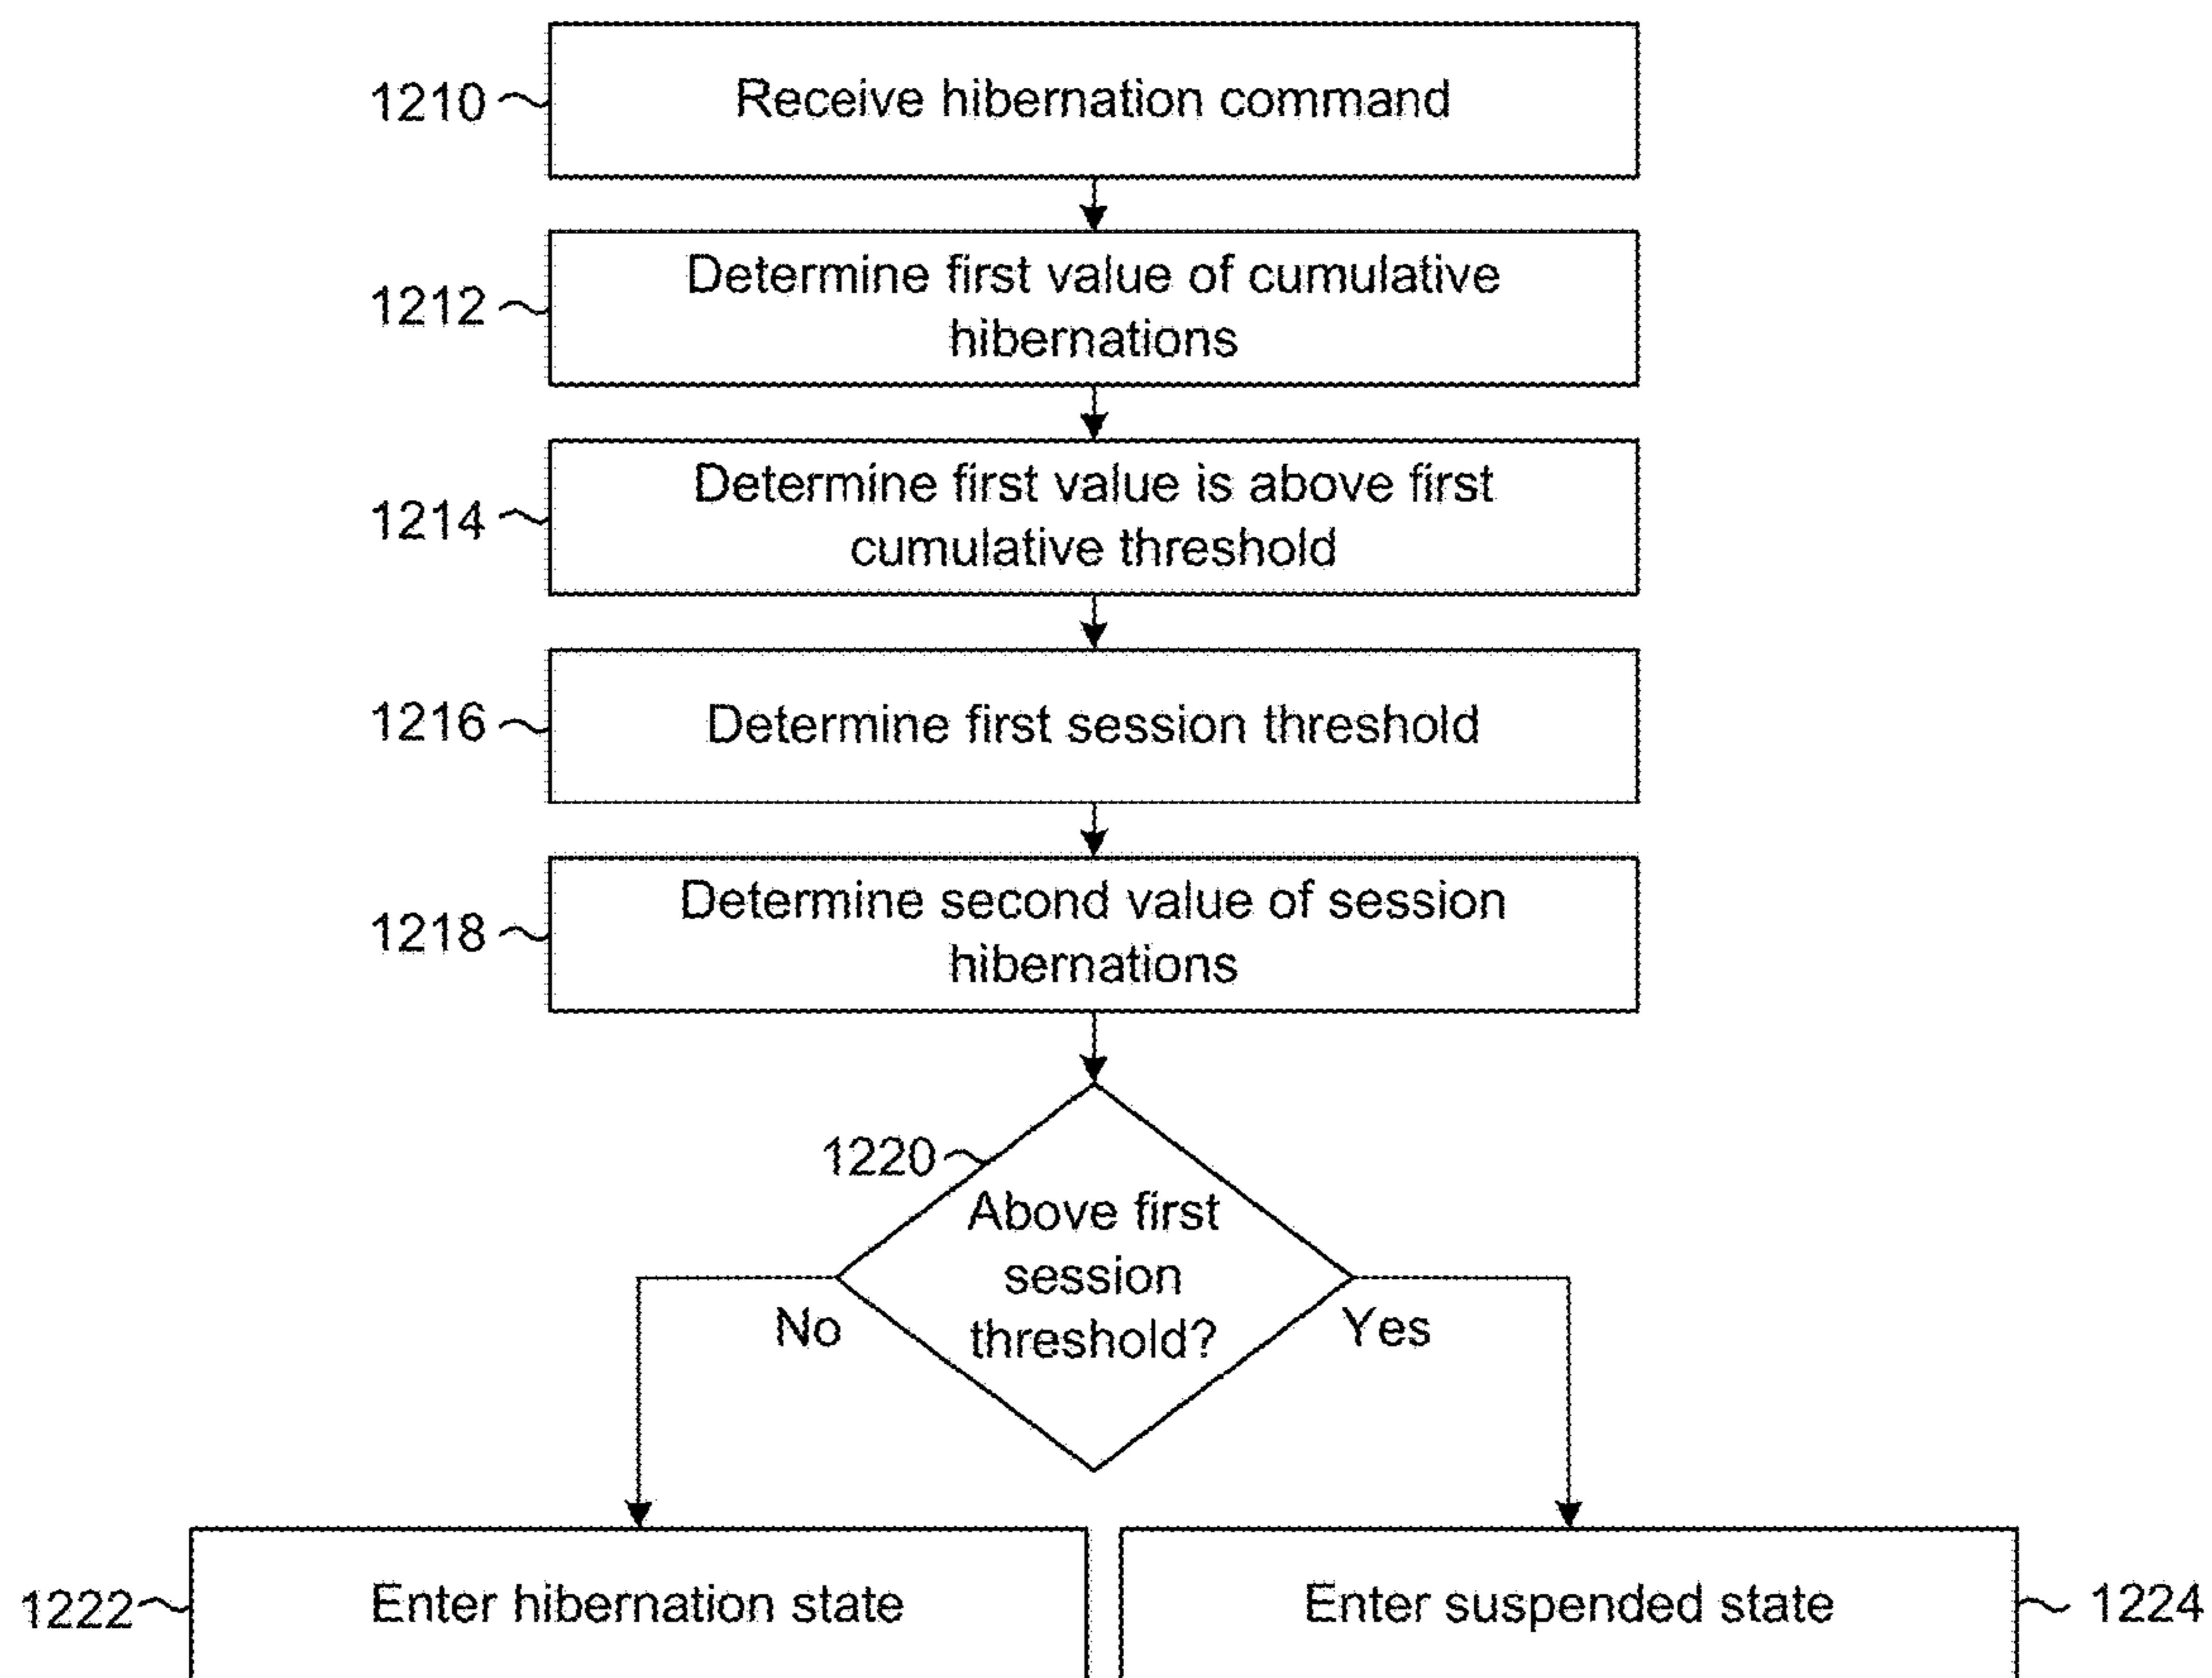 1210
Receive hibernation command
1212
Determine first value of cumulative
hibernations
1214
Determine first value is above first
cumulative threshold
1216
Determine first session threshold
1218
Determine second value of session
hibernations
1220
Above first
session
threshold?
No
Yes
1222
Enter hibernation state
Enter suspended state
1224